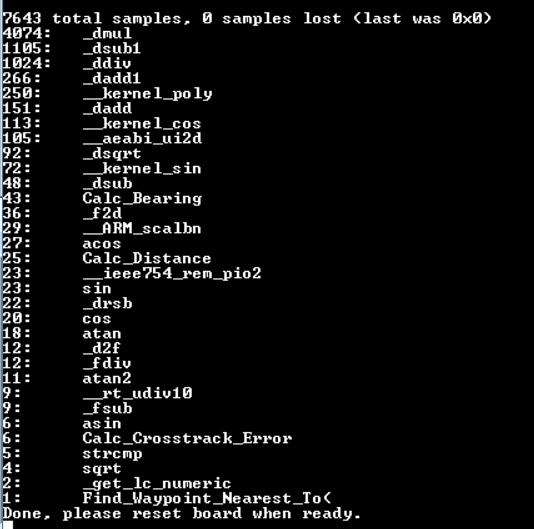 7643 total samples, 0 samples lost (last was 0x0)
4074: _dmul
1105: _dsub1
1024: _ddiv
266: _dadd1
250: __kernel_poly
151: _dadd
113: __kernel_cos
105: __aeabi_ui2d
92: _dsqrt
72: __kernel_sin
48: _dsub
43: Calc_Bearing
36: _f2d
29: __ARM_scalbn
27: acos
25: Calc_Distance
23: __ieee754_rem_pio2
23: sin
22: _drsb
20: cos
18: atan
12: _d2f
12: _fdiv
11: atan2
9: __rt_udiv10
9: _fsub
6: asin
6: Calc_Crosstrack_Error
5: strcmp
4: sqrt
2: _get_lc_numeric
1: Find_Waypoint_Nearest_To(
Done, please reset board when ready.